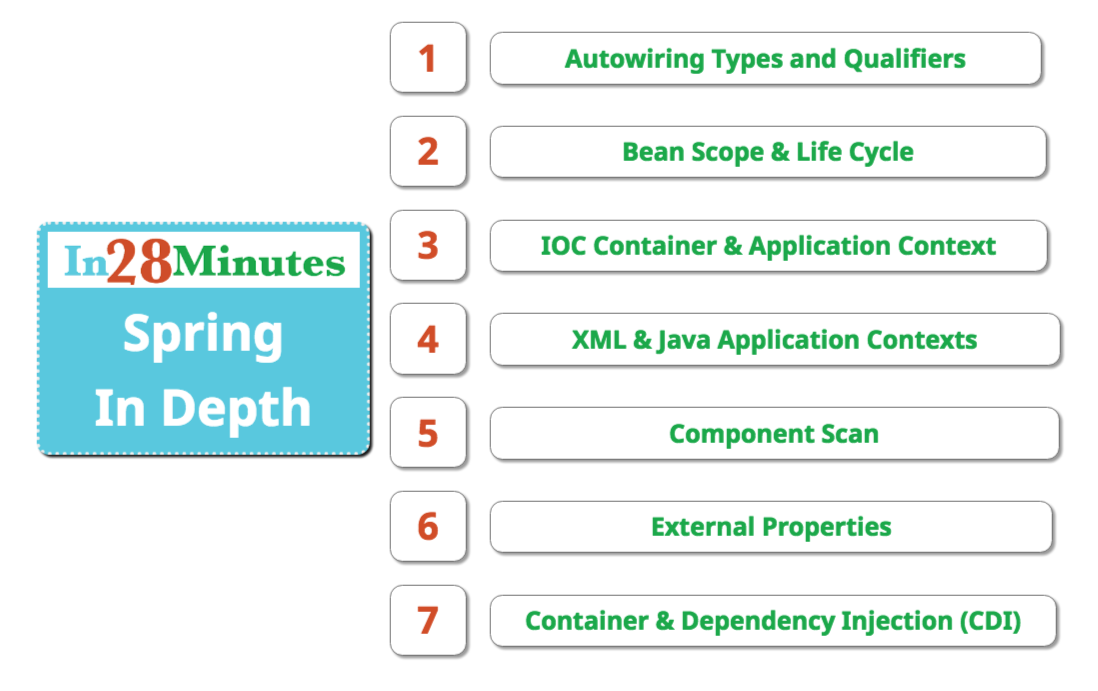 In28Minutes
Spring
In Depth
1
Autowiring Types and Qualifiers
2
Bean Scope & Life Cycle
3
IOC Container & Application Context
4
XML & Java Application Contexts
5
Component Scan
6
External Properties
7
Container & Dependency Injection (CDI)